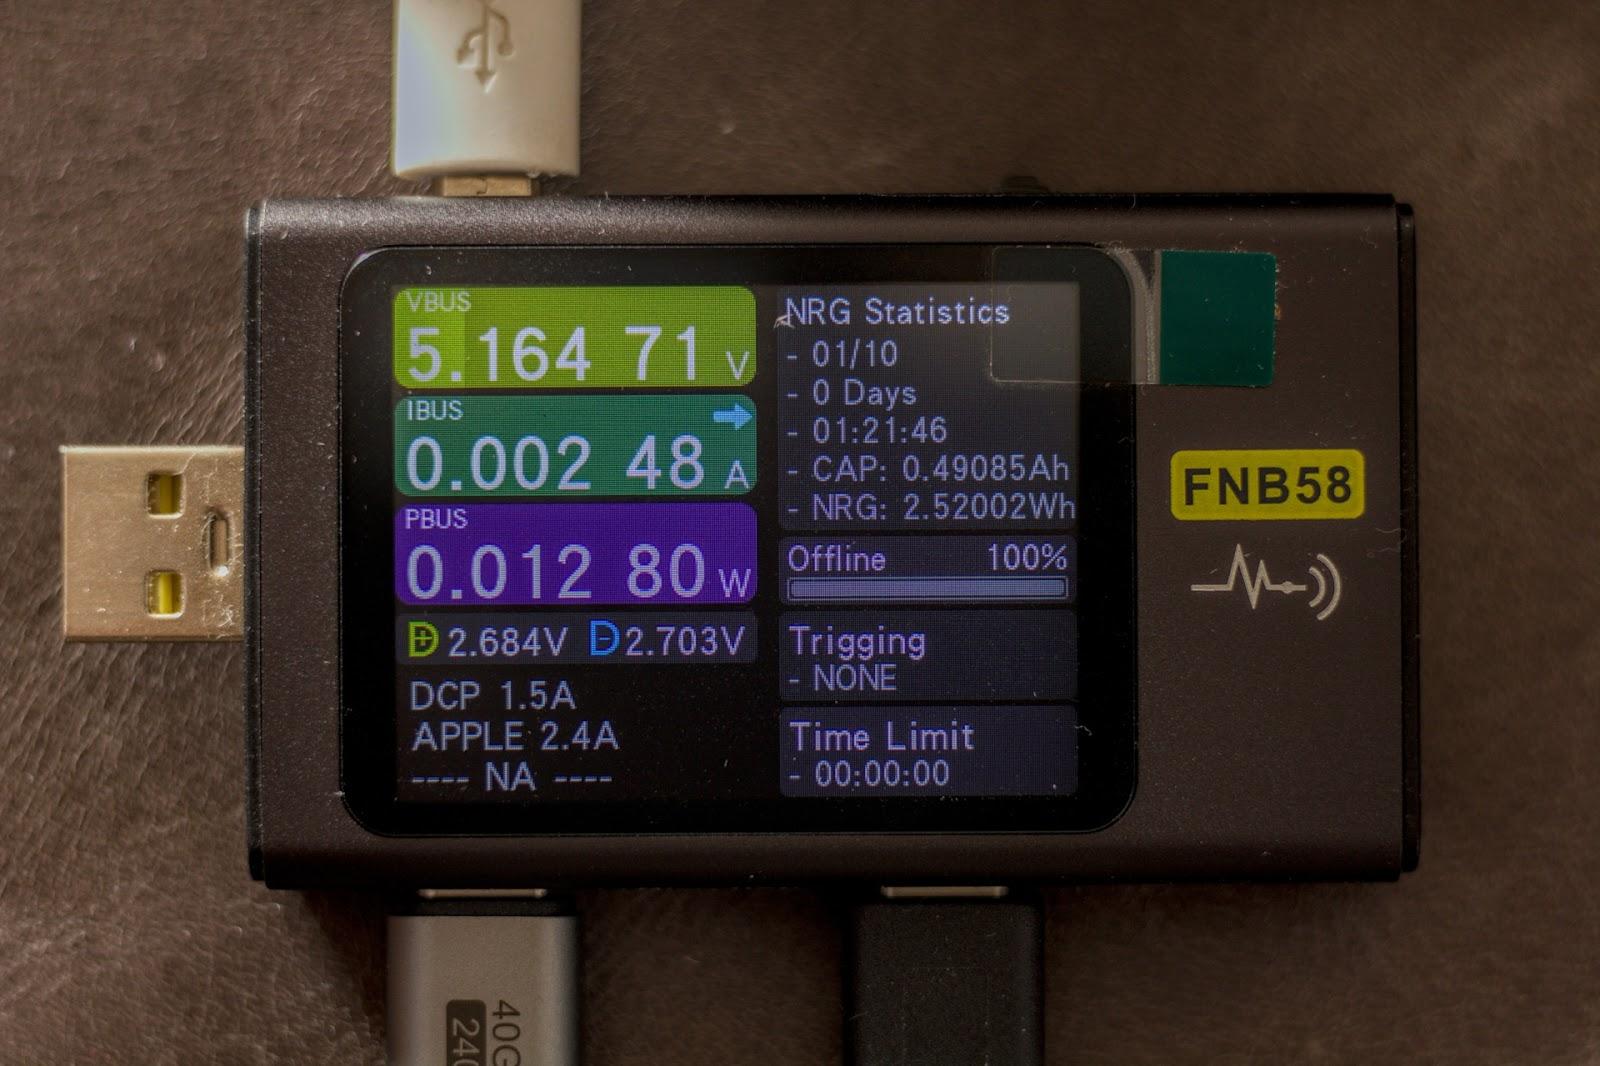 VBUS
5.164 71 V
IBUS
0.002 48 A
PBUS
0.012 80 W
D+ 2.684V D- 2.703V
DCP 1.5A
APPLE 2.4A
---- NA ----
NRG Statistics
- 01/10
- 0 Days
- 01:21:46
- CAP: 0.49085Ah
- NRG: 2.52002Wh
Offline 100%
Trigging
- NONE
Time Limit
- 00:00:00
FNB58
40G
240